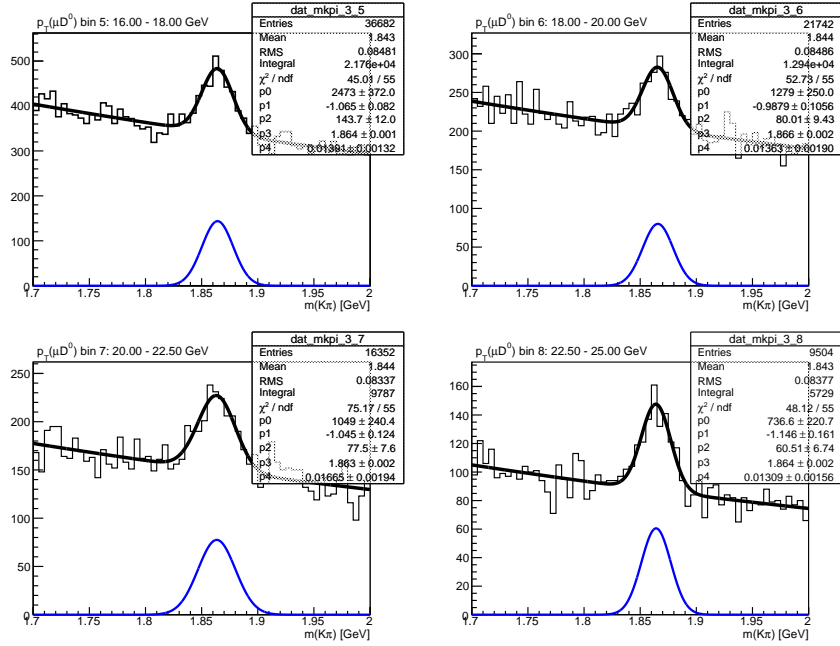 p_T(μD^0) bin 5: 16.00 - 18.00 GeV
dat_mkpi_3_5
Entries 36682
Mean 1.843
RMS 0.08481
Integral 2.176e+04
χ² / ndf 45.01 / 55
p0 2473 ± 372.0
p1 -1.065 ± 0.082
p2 143.7 ± 12.0
p3 1.864 ± 0.001
p4 0.01391 ± 0.00132
500
400
300
200
100
0
1.7 1.75 1.8 1.85 1.9 1.95 2
m(Kπ) [GeV]
p_T(μD^0) bin 6: 18.00 - 20.00 GeV
dat_mkpi_3_6
Entries 21742
Mean 1.844
RMS 0.08486
Integral 1.294e+04
χ² / ndf 52.73 / 55
p0 1279 ± 250.0
p1 -0.9879 ± 0.1056
p2 80.01 ± 9.43
p3 1.866 ± 0.002
p4 0.01363 ± 0.00190
300
250
200
150
100
50
0
1.7 1.75 1.8 1.85 1.9 1.95 2
m(Kπ) [GeV]
p_T(μD^0) bin 7: 20.00 - 22.50 GeV
dat_mkpi_3_7
Entries 16352
Mean 1.844
RMS 0.08337
Integral 9787
χ² / ndf 75.17 / 55
p0 1049 ± 240.4
p1 -1.045 ± 0.124
p2 77.5 ± 7.6
p3 1.863 ± 0.002
p4 0.01665 ± 0.00194
250
200
150
100
50
0
1.7 1.75 1.8 1.85 1.9 1.95 2
m(Kπ) [GeV]
p_T(μD^0) bin 8: 22.50 - 25.00 GeV
dat_mkpi_3_8
Entries 9504
Mean 1.843
RMS 0.08377
Integral 5729
χ² / ndf 48.12 / 55
p0 736.6 ± 220.7
p1 -1.146 ± 0.161
p2 60.51 ± 6.74
p3 1.864 ± 0.002
p4 0.01309 ± 0.00156
160
140
120
100
80
60
40
20
0
1.7 1.75 1.8 1.85 1.9 1.95 2
m(Kπ) [GeV]